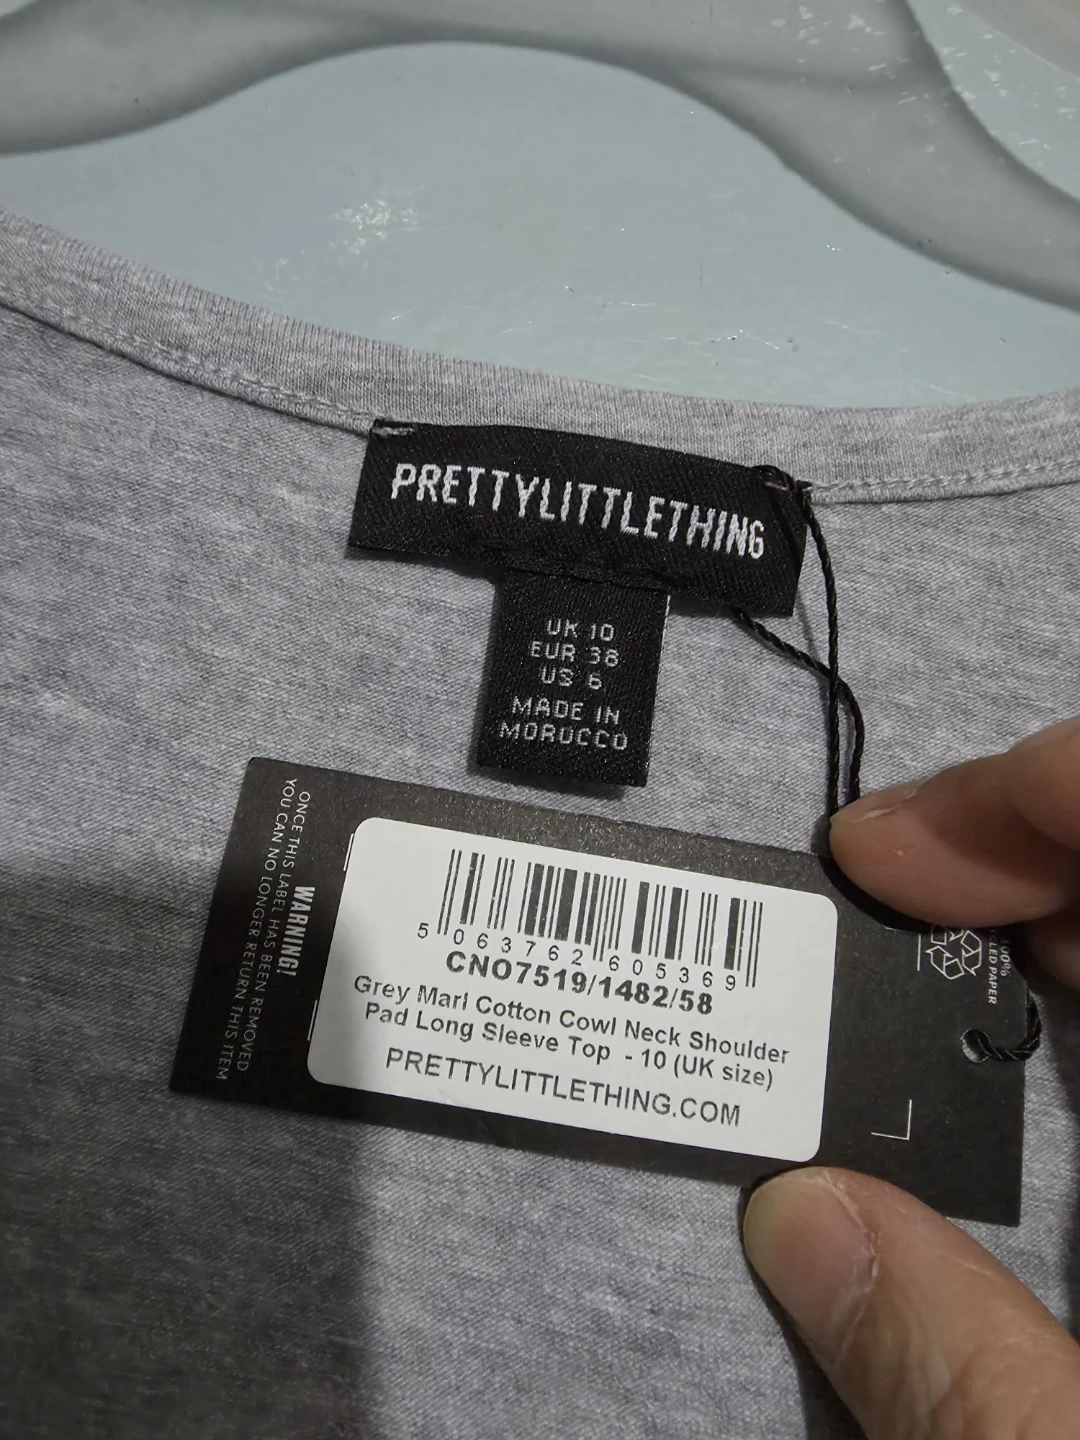 PRETTYLITTLETHING
UK 10
EUR 38
US 6
MADE IN
MOROCCO
WARNING!
ONCE THIS LABEL HAS BEEN REMOVED
YOU CAN NO LONGER RETURN THIS ITEM
5 063762 605369
CNO7519/1482/58
Grey Marl Cotton Cowl Neck Shoulder
Pad Long Sleeve Top - 10 (UK size)
PRETTYLITTLETHING.COM
100%
PAPER